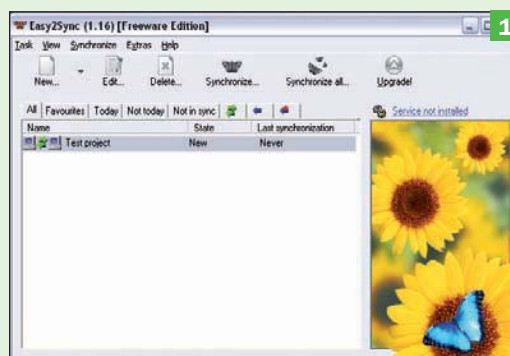 Easy2Sync (1.16) [Freeware Edition]
1
Task View Synchronize Extras Help
New... Edit... Delete... Synchronize... Synchronize all... Upgrade!
All Favourites Today Not today Not in sync
Service not installed
Name State Last synchronization
Test project New Never